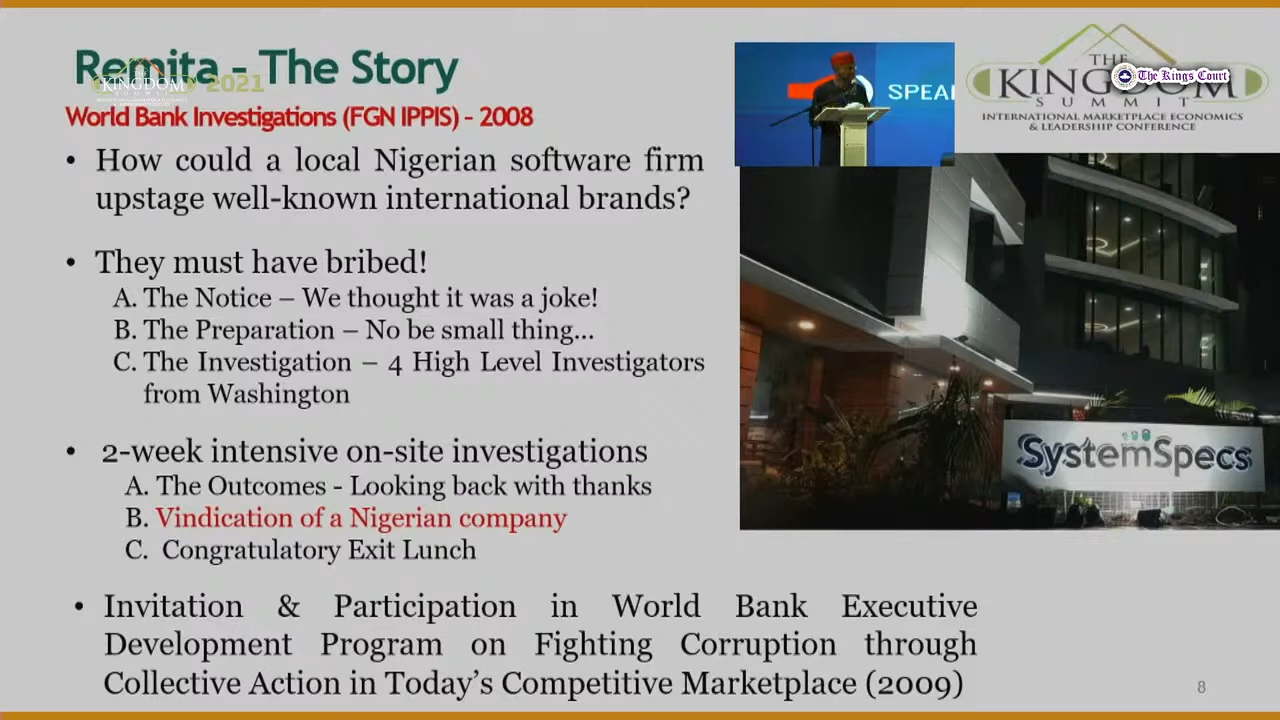 Remita - The Story
THE
KINGDOM
SUMMIT
2021
World Bank Investigations (FGN IPPIS) - 2008
• How could a local Nigerian software firm
upstage well-known international brands?
• They must have bribed!
A. The Notice – We thought it was a joke!
B. The Preparation – No be small thing...
C. The Investigation – 4 High Level Investigators
from Washington
• 2-week intensive on-site investigations
A. The Outcomes - Looking back with thanks
B. Vindication of a Nigerian company
C. Congratulatory Exit Lunch
• Invitation & Participation in World Bank Executive
Development Program on Fighting Corruption through
Collective Action in Today's Competitive Marketplace (2009)
SPEA
THE
KINGDOM
The Kings Court
SUMMIT
INTERNATIONAL MARKETPLACE ECONOMICS
& LEADERSHIP CONFERENCE
SystemSpecs
8